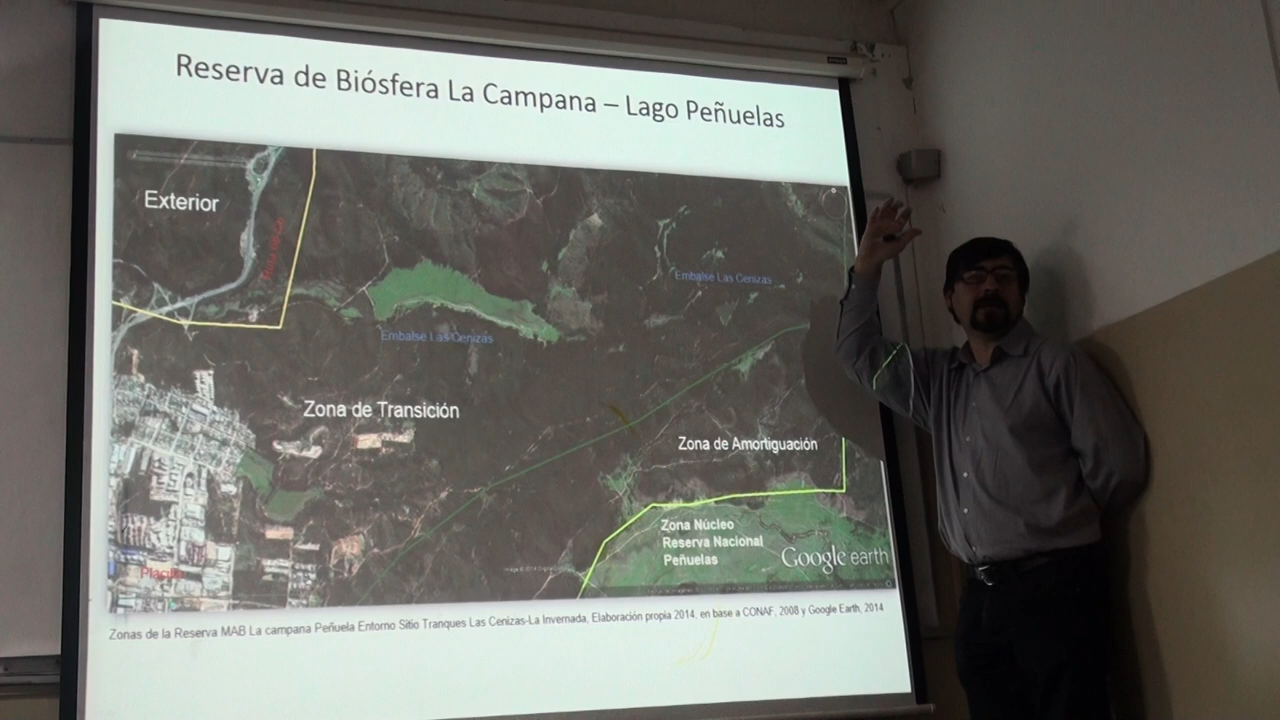 Reserva de Biósfera La Campana – Lago Peñuelas
Exterior
Embalse Las Cenizas
Embalse Las Cenizas
Zona de Transición
Zona de Amortiguación
Zona Núcleo
Reserva Nacional
Peñuelas
Google earth
Placilla
Zonas de la Reserva MAB La campana Peñuela Entorno Sitio Tranques Las Cenizas-La Invernada, Elaboración propia 2014, en base a CONAF, 2008 y Google Earth, 2014